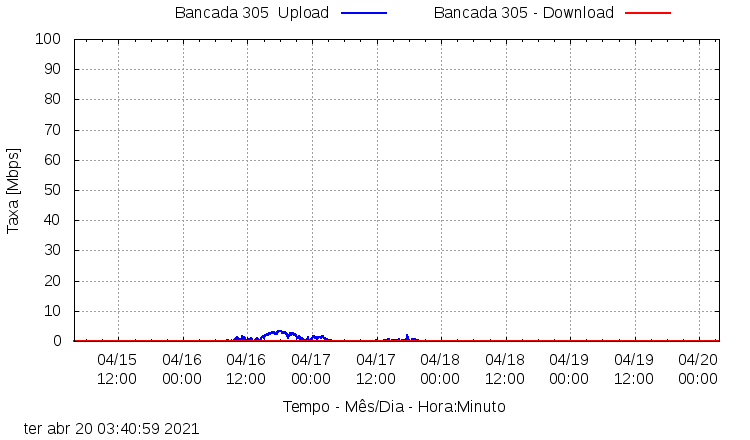 Bancada 305  Upload
Bancada 305 - Download
Taxa [Mbps]
100
90
80
70
60
50
40
30
20
10
0
04/15 04/16 04/16 04/17 04/17 04/18 04/18 04/19 04/19 04/20
12:00 00:00 12:00 00:00 12:00 00:00 12:00 00:00 12:00 00:00
Tempo - Mês/Dia - Hora:Minuto
ter abr 20 03:40:59 2021